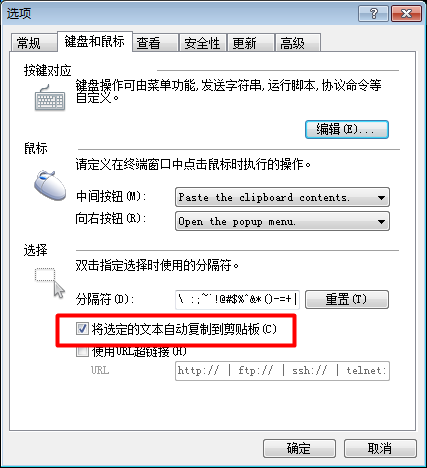 选项
常规 键盘和鼠标 查看 安全性 更新 高级
按键对应
键盘操作可由菜单功能,发送字符串,运行脚本,协议命令等
自定义。
编辑(E)...
鼠标
请定义在终端窗口中点击鼠标时执行的操作。
中间按钮(M): Paste the clipboard contents.
向右按钮(R): Open the popup menu.
选择
双击指定选择时使用的分隔符。
分隔符(D): \ :;~`!@#$%^&*()-=+| 重置(T)
将选定的文本自动复制到剪贴板(C)
使用URL超链接(H)
URL http:// | ftp:// | ssh:// | telnet:
确定 取消